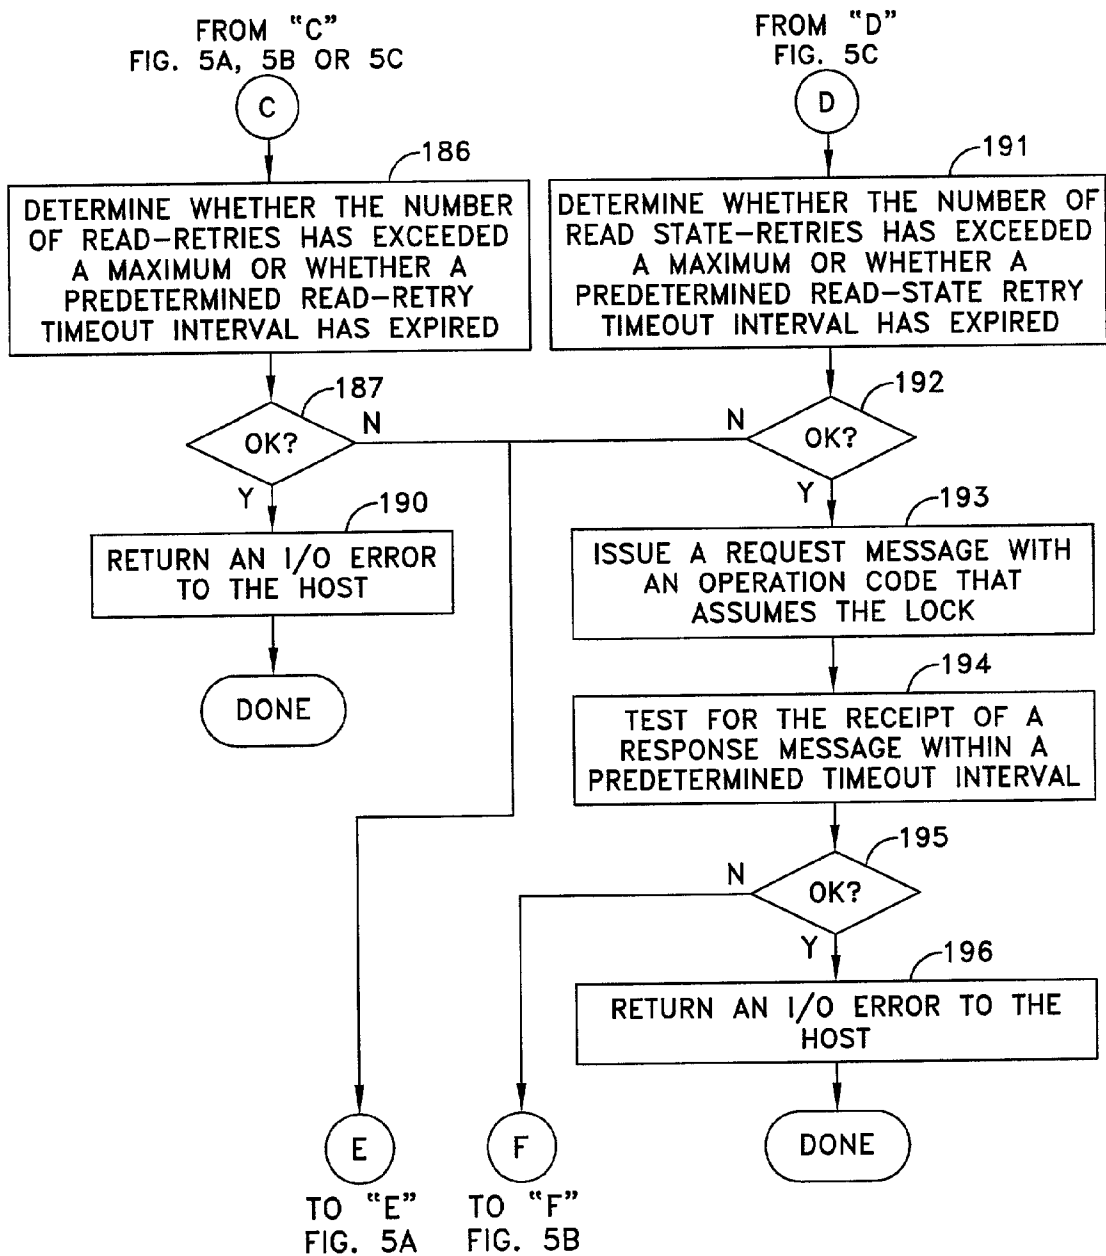 FROM "C"
FIG. 5A, 5B OR 5C
C
186
DETERMINE WHETHER THE NUMBER
OF READ-RETRIES HAS EXCEEDED
A MAXIMUM OR WHETHER A
PREDETERMINED READ-RETRY
TIMEOUT INTERVAL HAS EXPIRED
187
OK?
N
Y
190
RETURN AN I/O ERROR
TO THE HOST
DONE
FROM "D"
FIG. 5C
D
191
DETERMINE WHETHER THE NUMBER OF
READ STATE-RETRIES HAS EXCEEDED
A MAXIMUM OR WHETHER A
PREDETERMINED READ-STATE RETRY
TIMEOUT INTERVAL HAS EXPIRED
192
N
OK?
Y
193
ISSUE A REQUEST MESSAGE WITH
AN OPERATION CODE THAT
ASSUMES THE LOCK
194
TEST FOR THE RECEIPT OF A
RESPONSE MESSAGE WITHIN A
PREDETERMINED TIMEOUT INTERVAL
195
N
OK?
Y
196
RETURN AN I/O ERROR TO THE
HOST
DONE
E
TO "E"
FIG. 5A
F
TO "F"
FIG. 5B